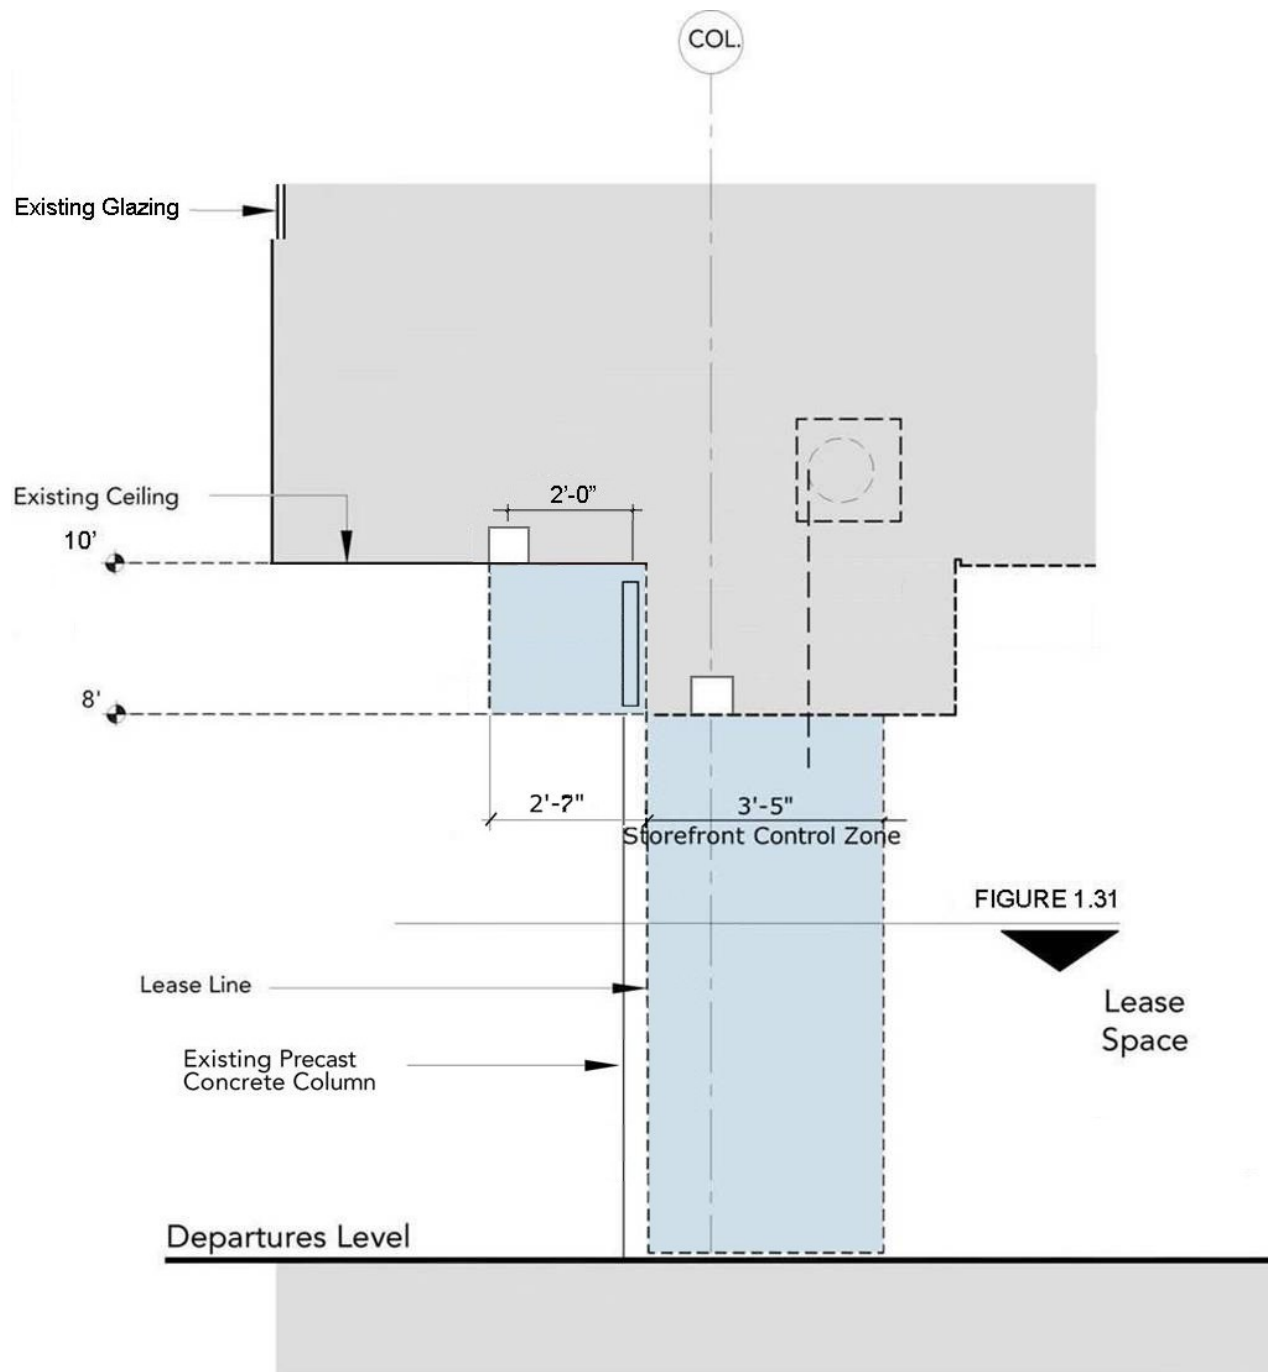 COL.
Existing Glazing
Existing Ceiling
2'-0"
10'
8'
2'-7"
3'-5"
Storefront Control Zone
FIGURE 1.31
Lease Line
Lease
Space
Existing Precast
Concrete Column
Departures Level